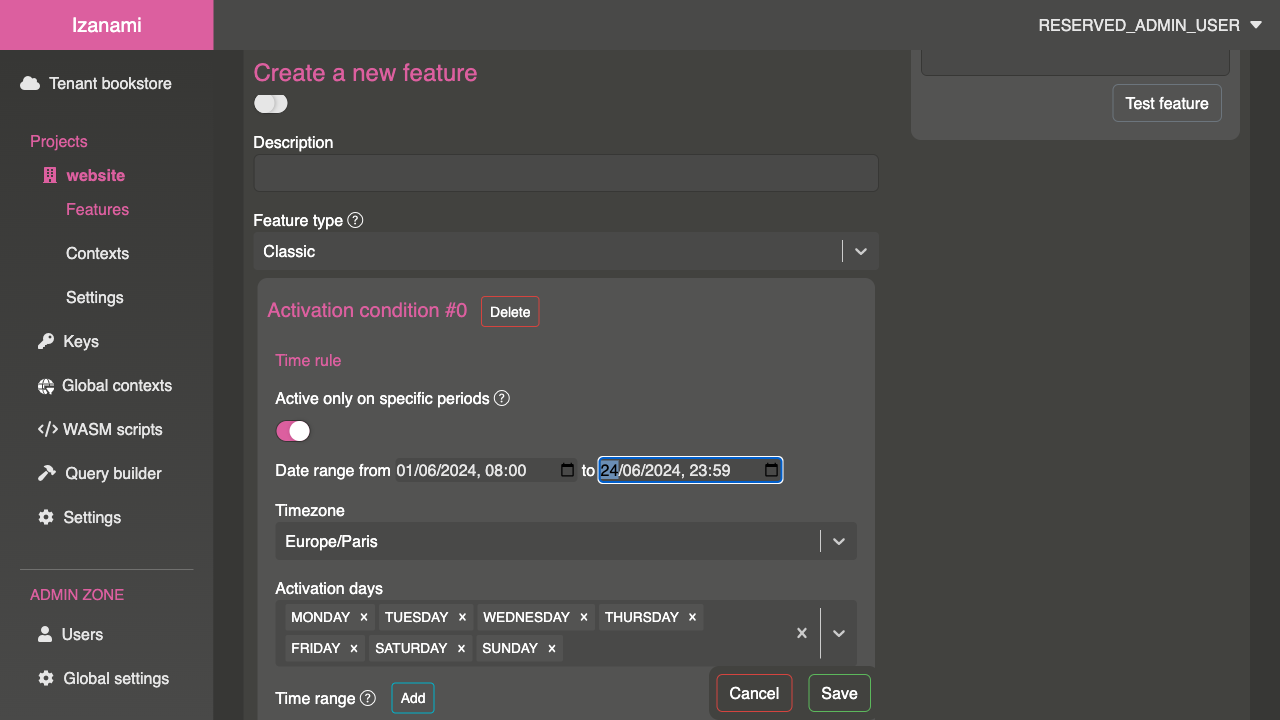 Izanami
RESERVED_ADMIN_USER
Tenant bookstore
Projects
website
Features
Contexts
Settings
Keys
Global contexts
WASM scripts
Query builder
Settings
ADMIN ZONE
Users
Global settings
Create a new feature
Description
Feature type ?
Classic
Activation condition #0 Delete
Time rule
Active only on specific periods ?
Date range from 01/06/2024, 08:00 to 24/06/2024, 23:59
Timezone
Europe/Paris
Activation days
MONDAY × TUESDAY × WEDNESDAY × THURSDAY ×
FRIDAY × SATURDAY × SUNDAY ×
Time range ? Add
Cancel Save
Test feature